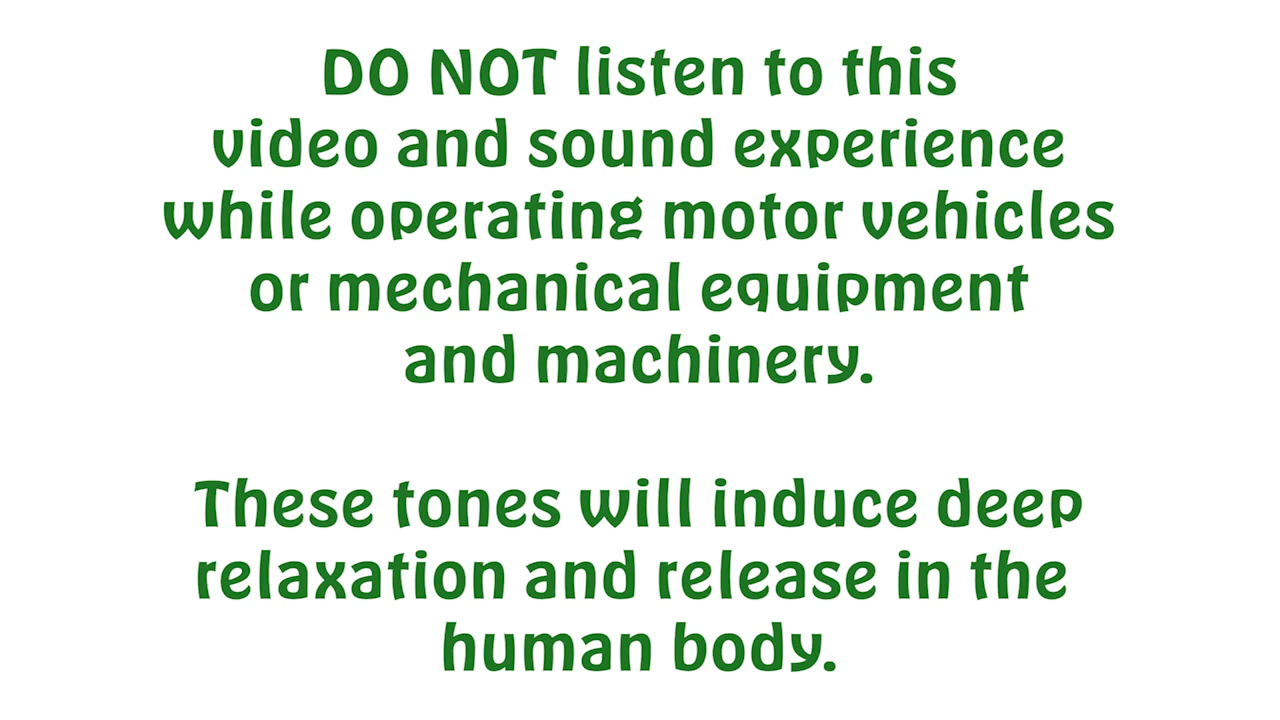 DO NOT listen to this
video and sound experience
while operating motor vehicles
or mechanical equipment
and machinery.
These tones will induce deep
relaxation and release in the
human body.